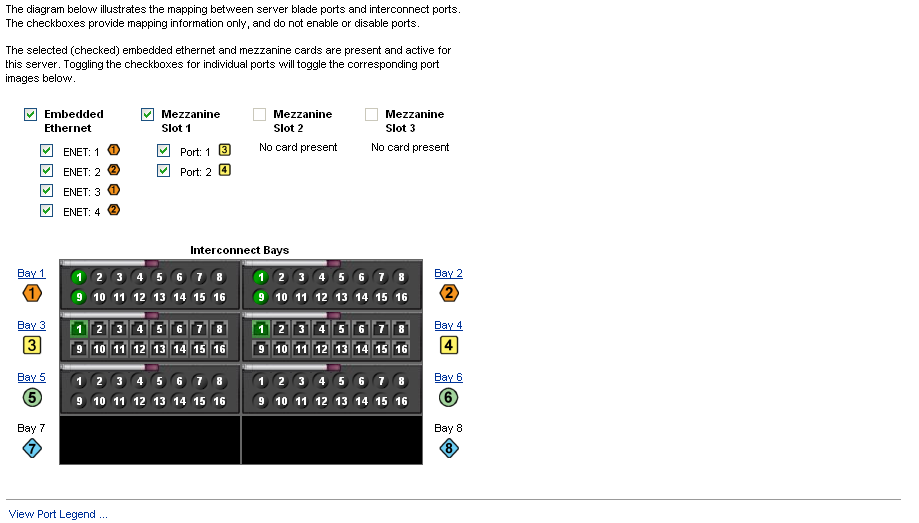 The diagram below illustrates the mapping between server blade ports and interconnect ports.
The checkboxes provide mapping information only, and do not enable or disable ports.
The selected (checked) embedded ethernet and mezzanine cards are present and active for
this server. Toggling the checkboxes for individual ports will toggle the corresponding port
images below.
Embedded Ethernet
ENET: 1 1
ENET: 2 2
ENET: 3 1
ENET: 4 2
Mezzanine Slot 1
Port: 1 3
Port: 2 4
Mezzanine Slot 2
No card present
Mezzanine Slot 3
No card present
Interconnect Bays
Bay 1
1
1 2 3 4 5 6 7 8
9 10 11 12 13 14 15 16
1 2 3 4 5 6 7 8
9 10 11 12 13 14 15 16
Bay 2
2
Bay 3
3
1 2 3 4 5 6 7 8
9 10 11 12 13 14 15 16
1 2 3 4 5 6 7 8
9 10 11 12 13 14 15 16
Bay 4
4
Bay 5
5
1 2 3 4 5 6 7 8
9 10 11 12 13 14 15 16
1 2 3 4 5 6 7 8
9 10 11 12 13 14 15 16
Bay 6
6
Bay 7
7
Bay 8
8
View Port Legend ...